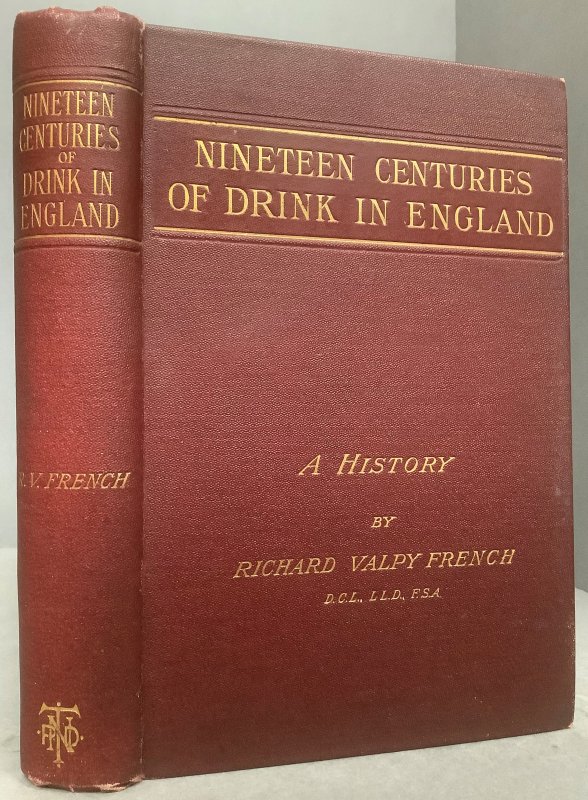 NINETEEN
CENTURIES
OF
DRINK IN
ENGLAND
R.V. FRENCH
NINETEEN CENTURIES
OF DRINK IN ENGLAND
A HISTORY
BY
RICHARD VALPY FRENCH
D.C.L., LL.D., F.S.A.